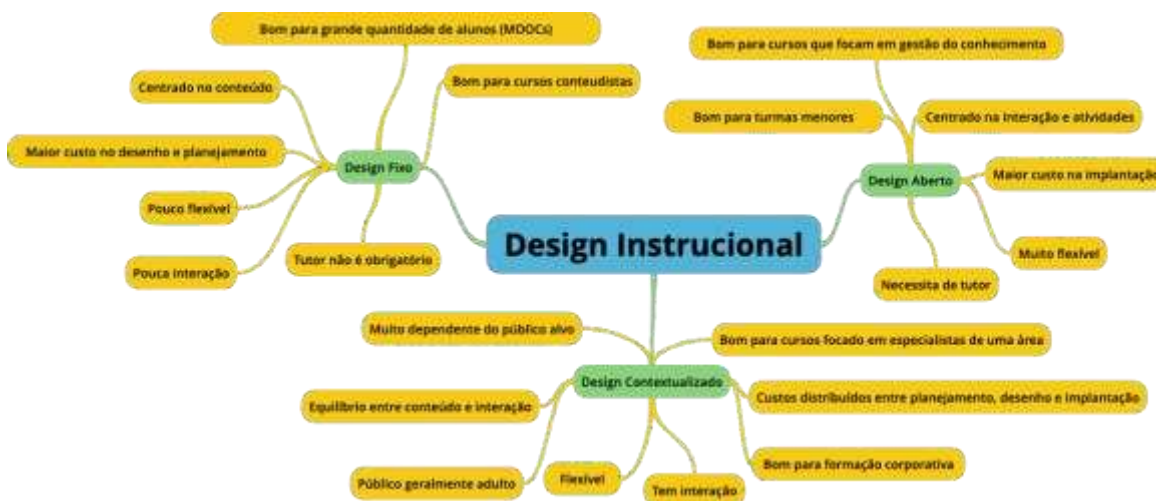 Bom para grande quantidade de alunos (MOOCs)
Centrado no conteúdo
Bom para cursos conteudistas
Maior custo no desenho e planejamento
Design Fixo
Pouco flexível
Pouca interação
Tutor não é obrigatório
Design Instrucional
Bom para cursos que focam em gestão do conhecimento
Bom para turmas menores
Centrado na interação e atividades
Design Aberto
Maior custo na implantação
Muito flexível
Necessita de tutor
Muito dependente do público alvo
Bom para cursos focado em especialistas de uma área
Design Contextualizado
Equilíbrio entre conteúdo e interação
Custos distribuídos entre planejamento, desenho e implantação
Público geralmente adulto
Flexível
Tem interação
Bom para formação corporativa